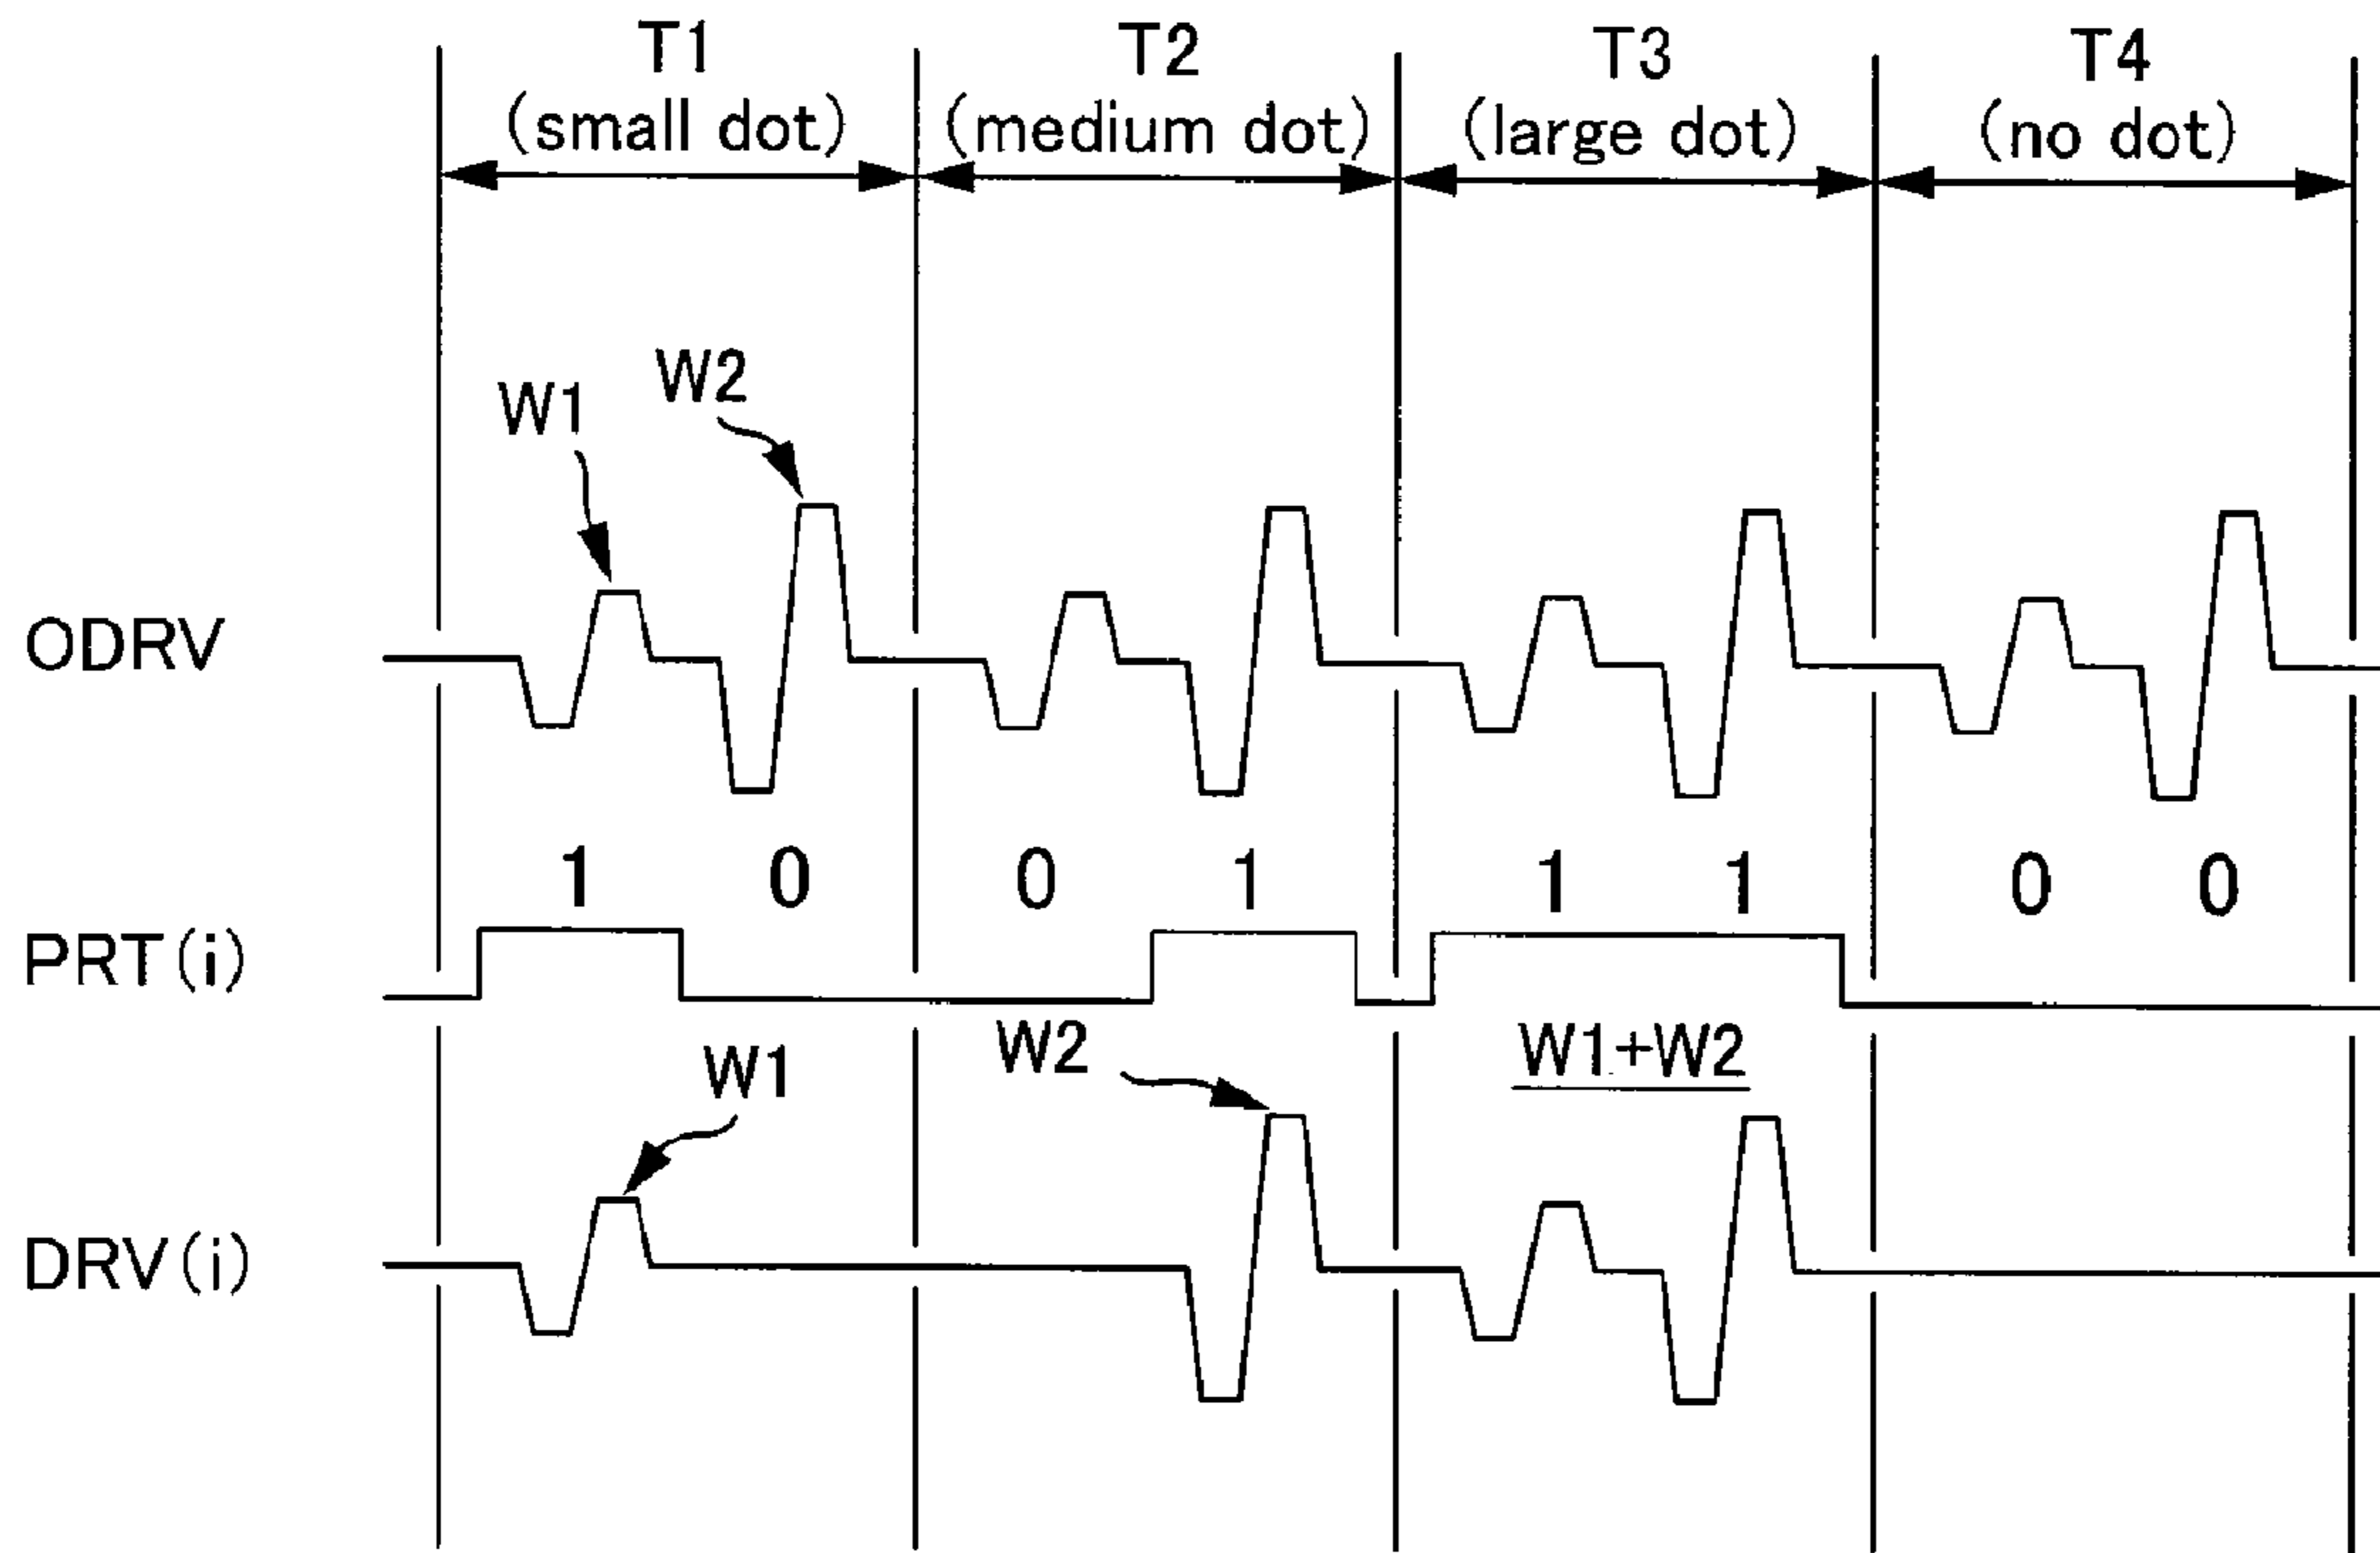 T1 T2 T3 T4
(small dot) (medium dot) (large dot) (no dot)
W1 W2
ODRV
1 0 0 1 1 1 0 0
PRT(i)
W1 W2 W1+W2
DRV(i)